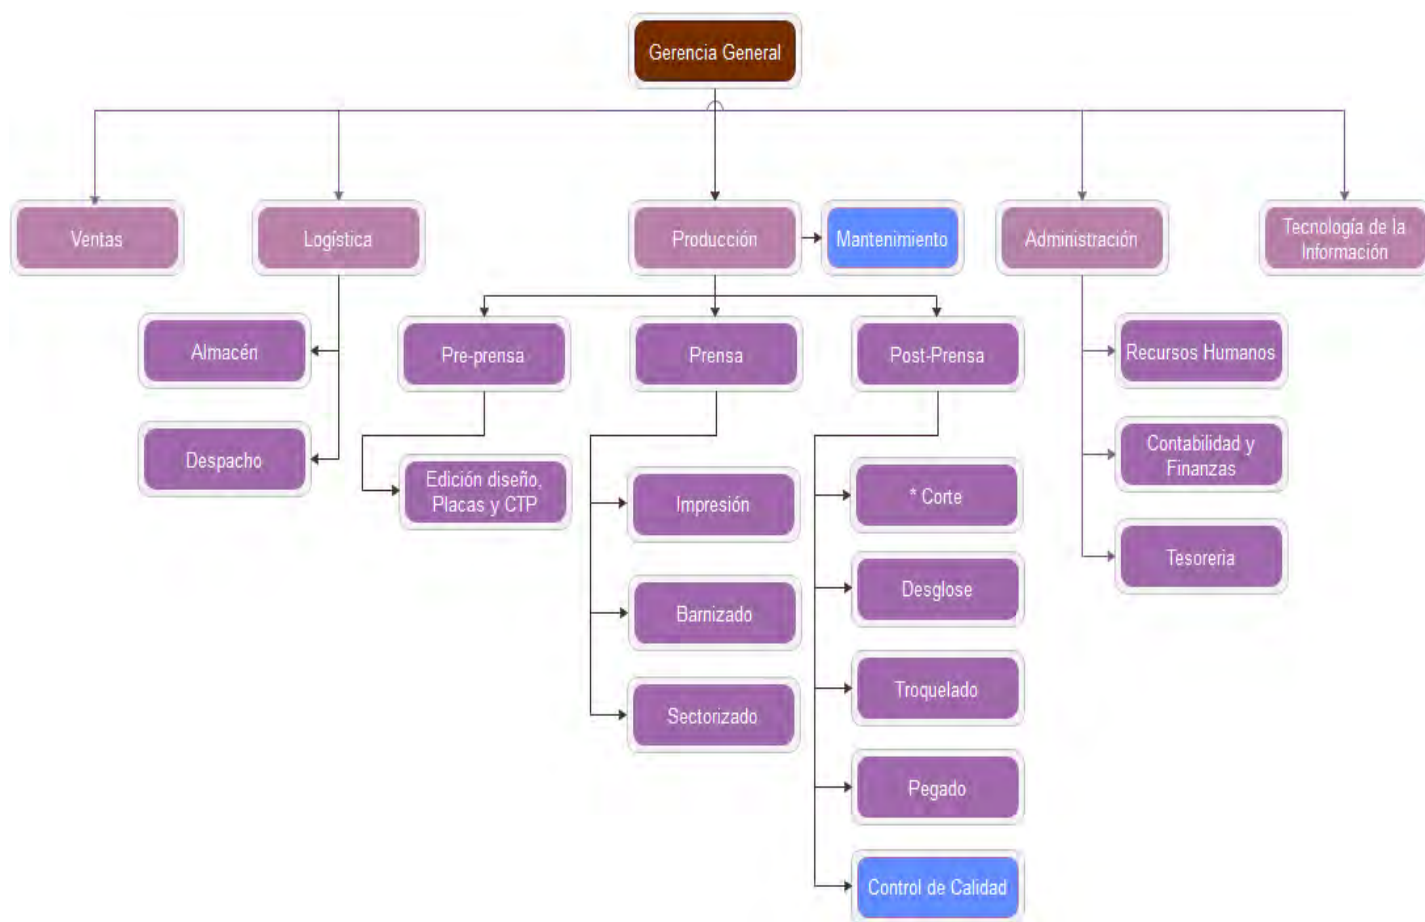 Gerencia General
Ventas
Logística
Producción
Mantenimiento
Administración
Tecnología de la
Información
Almacén
Pre-prensa
Prensa
Post-Prensa
Recursos Humanos
Despacho
Edición diseño,
Placas y CTP
Impresión
* Corte
Contabilidad y
Finanzas
Barnizado
Desglose
Tesoreria
Sectorizado
Troquelado
Pegado
Control de Calidad